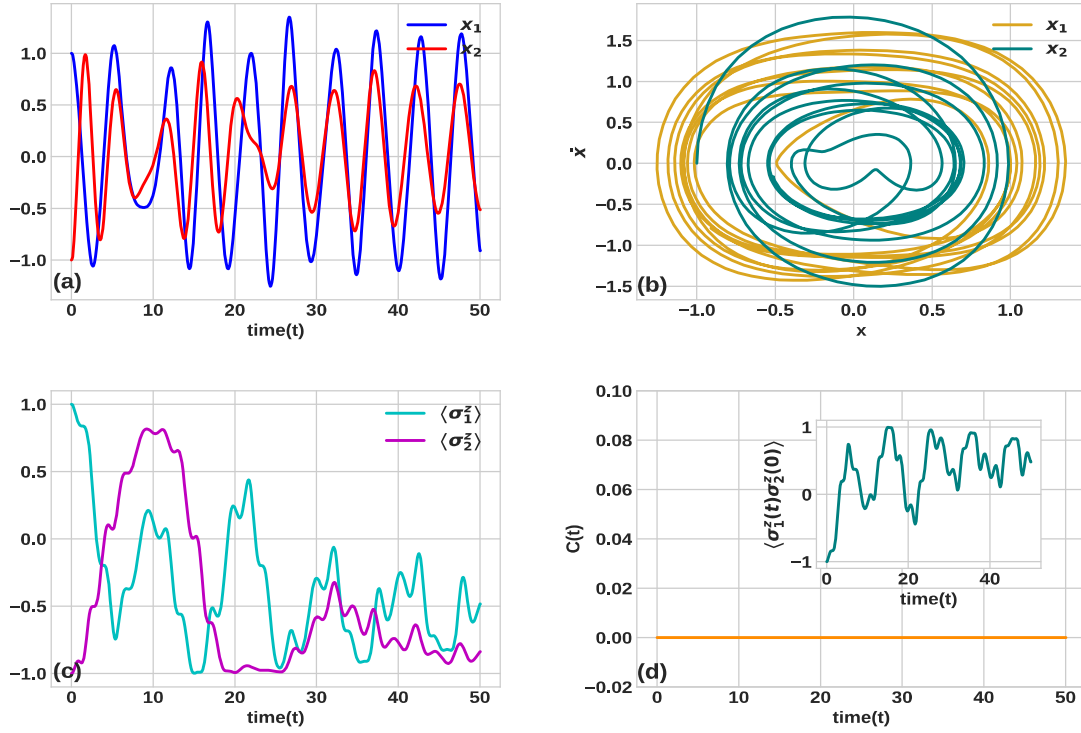 1.0
0.5
0.0
−0.5
−1.0
x₁
x₂
(a)
0 10 20 30 40 50
time(t)
1.5
1.0
0.5
0.0
−0.5
−1.0
−1.5
ẋ
x₁
x₂
(b)
−1.0 −0.5 0.0 0.5 1.0
x
1.0
0.5
0.0
−0.5
−1.0
⟨σ₁ᶻ⟩
⟨σ₂ᶻ⟩
(c)
0 10 20 30 40 50
time(t)
0.10
0.08
0.06
0.04
0.02
0.00
−0.02
C(t)
⟨σ₁ᶻ(t)σ₂ᶻ(0)⟩
1
0
−1
0 20 40
time(t)
(d)
0 10 20 30 40 50
time(t)